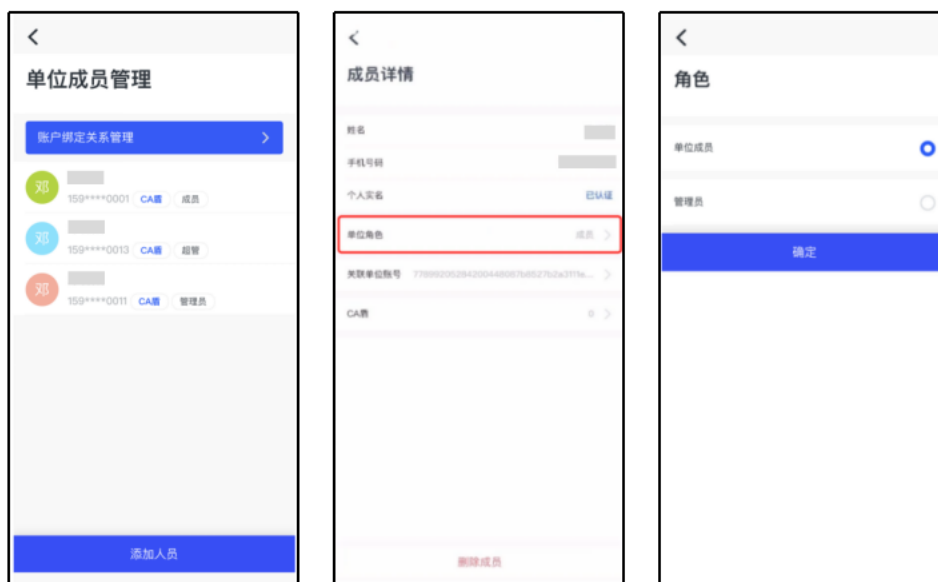 单位成员管理
账户绑定关系管理
邓
159****0001 CA盾 成员
邓
159****0013 CA盾 超管
邓
159****0011 CA盾 管理员
添加人员
成员详情
姓名
手机号码
个人实名 已认证
单位角色 成员
关联单位账号
CA盾 0
删除成员
角色
单位成员
管理员
确定